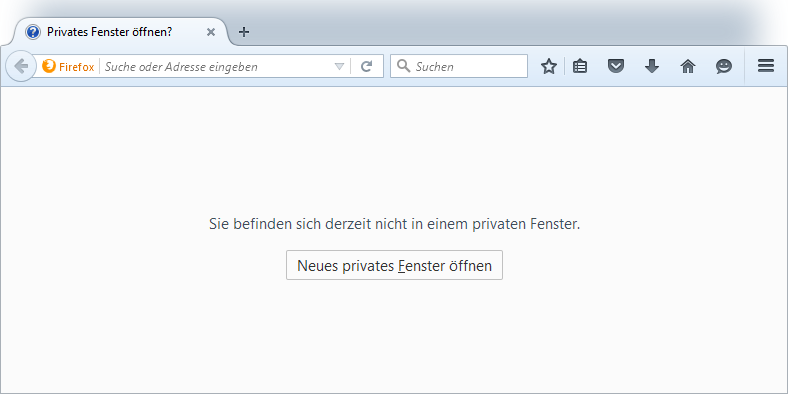 Privates Fenster öffnen?
Firefox
Suche oder Adresse eingeben
Suchen
Sie befinden sich derzeit nicht in einem privaten Fenster.
Neues privates Fenster öffnen